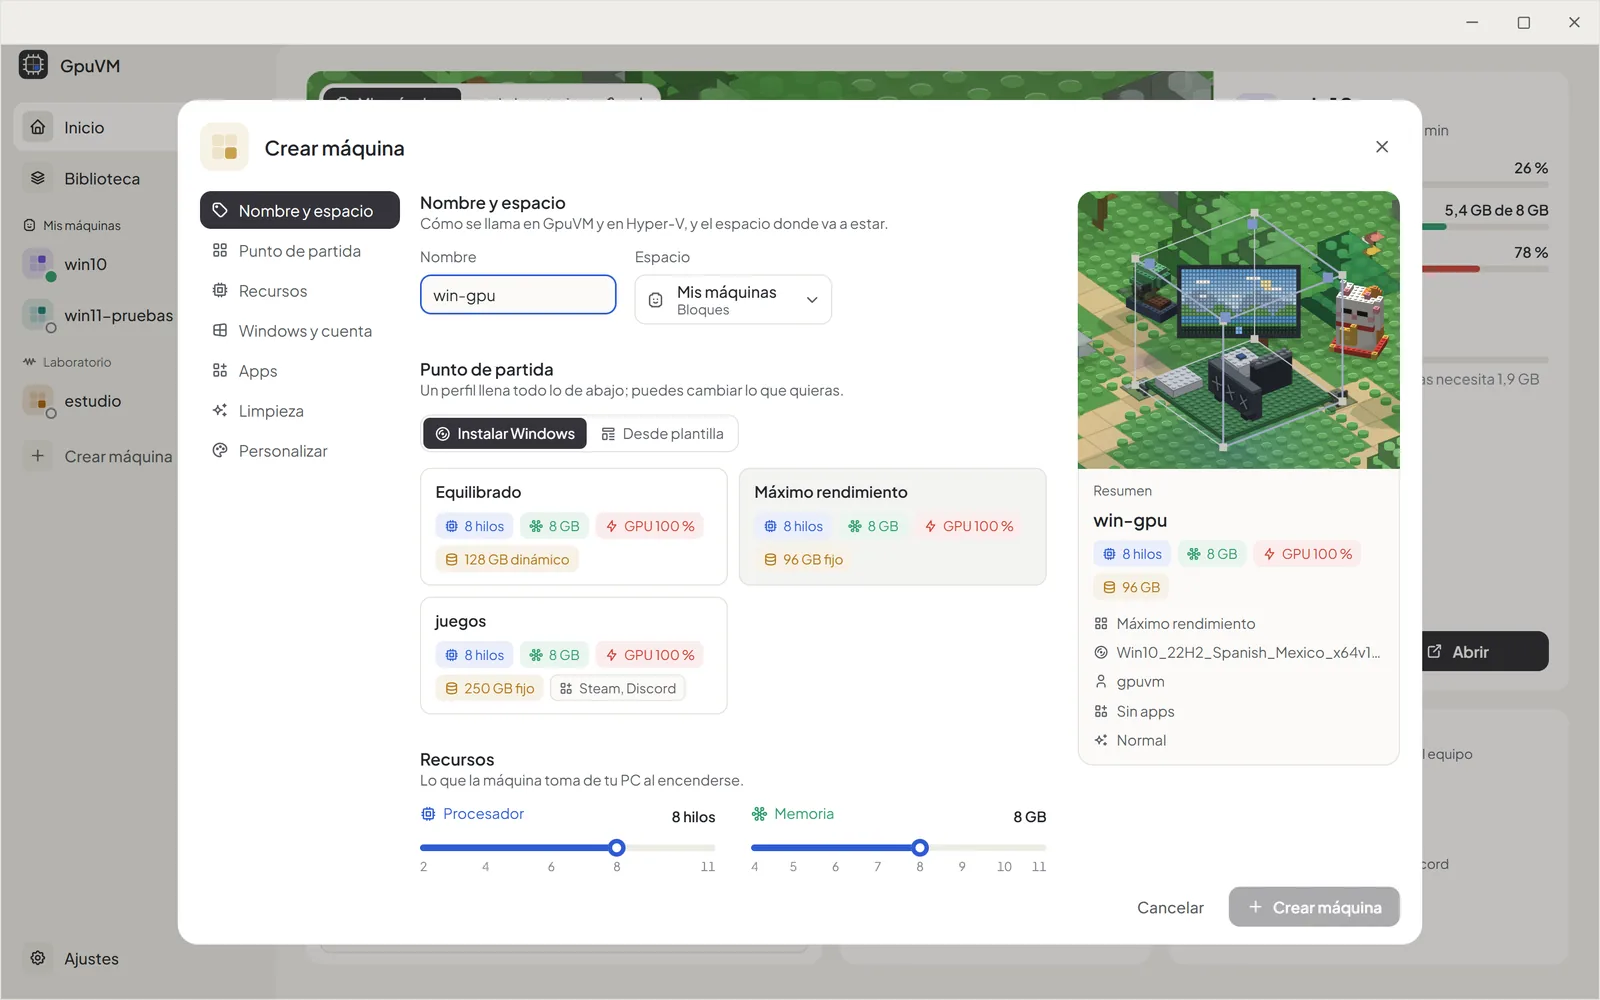 GpuVM
Inicio
Biblioteca
Mis máquinas
win10
win11-pruebas
Laboratorio
estudio
Crear máquina
Ajustes
Crear máquina
Nombre y espacio
Punto de partida
Recursos
Windows y cuenta
Apps
Limpieza
Personalizar
Nombre y espacio
Cómo se llama en GpuVM y en Hyper-V, y el espacio donde va a estar.
Nombre
Espacio
win-gpu
Mis máquinas
Bloques
Punto de partida
Un perfil llena todo lo de abajo; puedes cambiar lo que quieras.
Instalar Windows
Desde plantilla
Equilibrado
8 hilos
8 GB
GPU 100 %
128 GB dinámico
Máximo rendimiento
8 hilos
8 GB
GPU 100 %
96 GB fijo
juegos
8 hilos
8 GB
GPU 100 %
250 GB fijo
Steam, Discord
Recursos
Lo que la máquina toma de tu PC al encenderse.
Procesador
8 hilos
2 4 6 8 11
Memoria
8 GB
4 5 6 7 8 9 10 11
Resumen
win-gpu
8 hilos
8 GB
GPU 100 %
96 GB
Máximo rendimiento
Win10_22H2_Spanish_Mexico_x64v1...
gpuvm
Sin apps
Normal
Cancelar
Crear máquina
min
26 %
5,4 GB de 8 GB
78 %
necesita 1,9 GB
Abrir
equipo